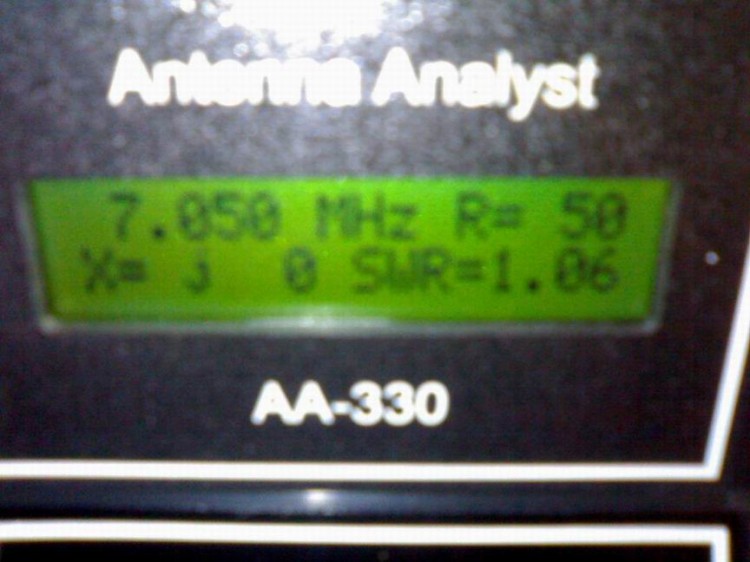 Antenna Analyst
7.050 MHz R= 50
X= j 0 SWR=1.06
AA-330